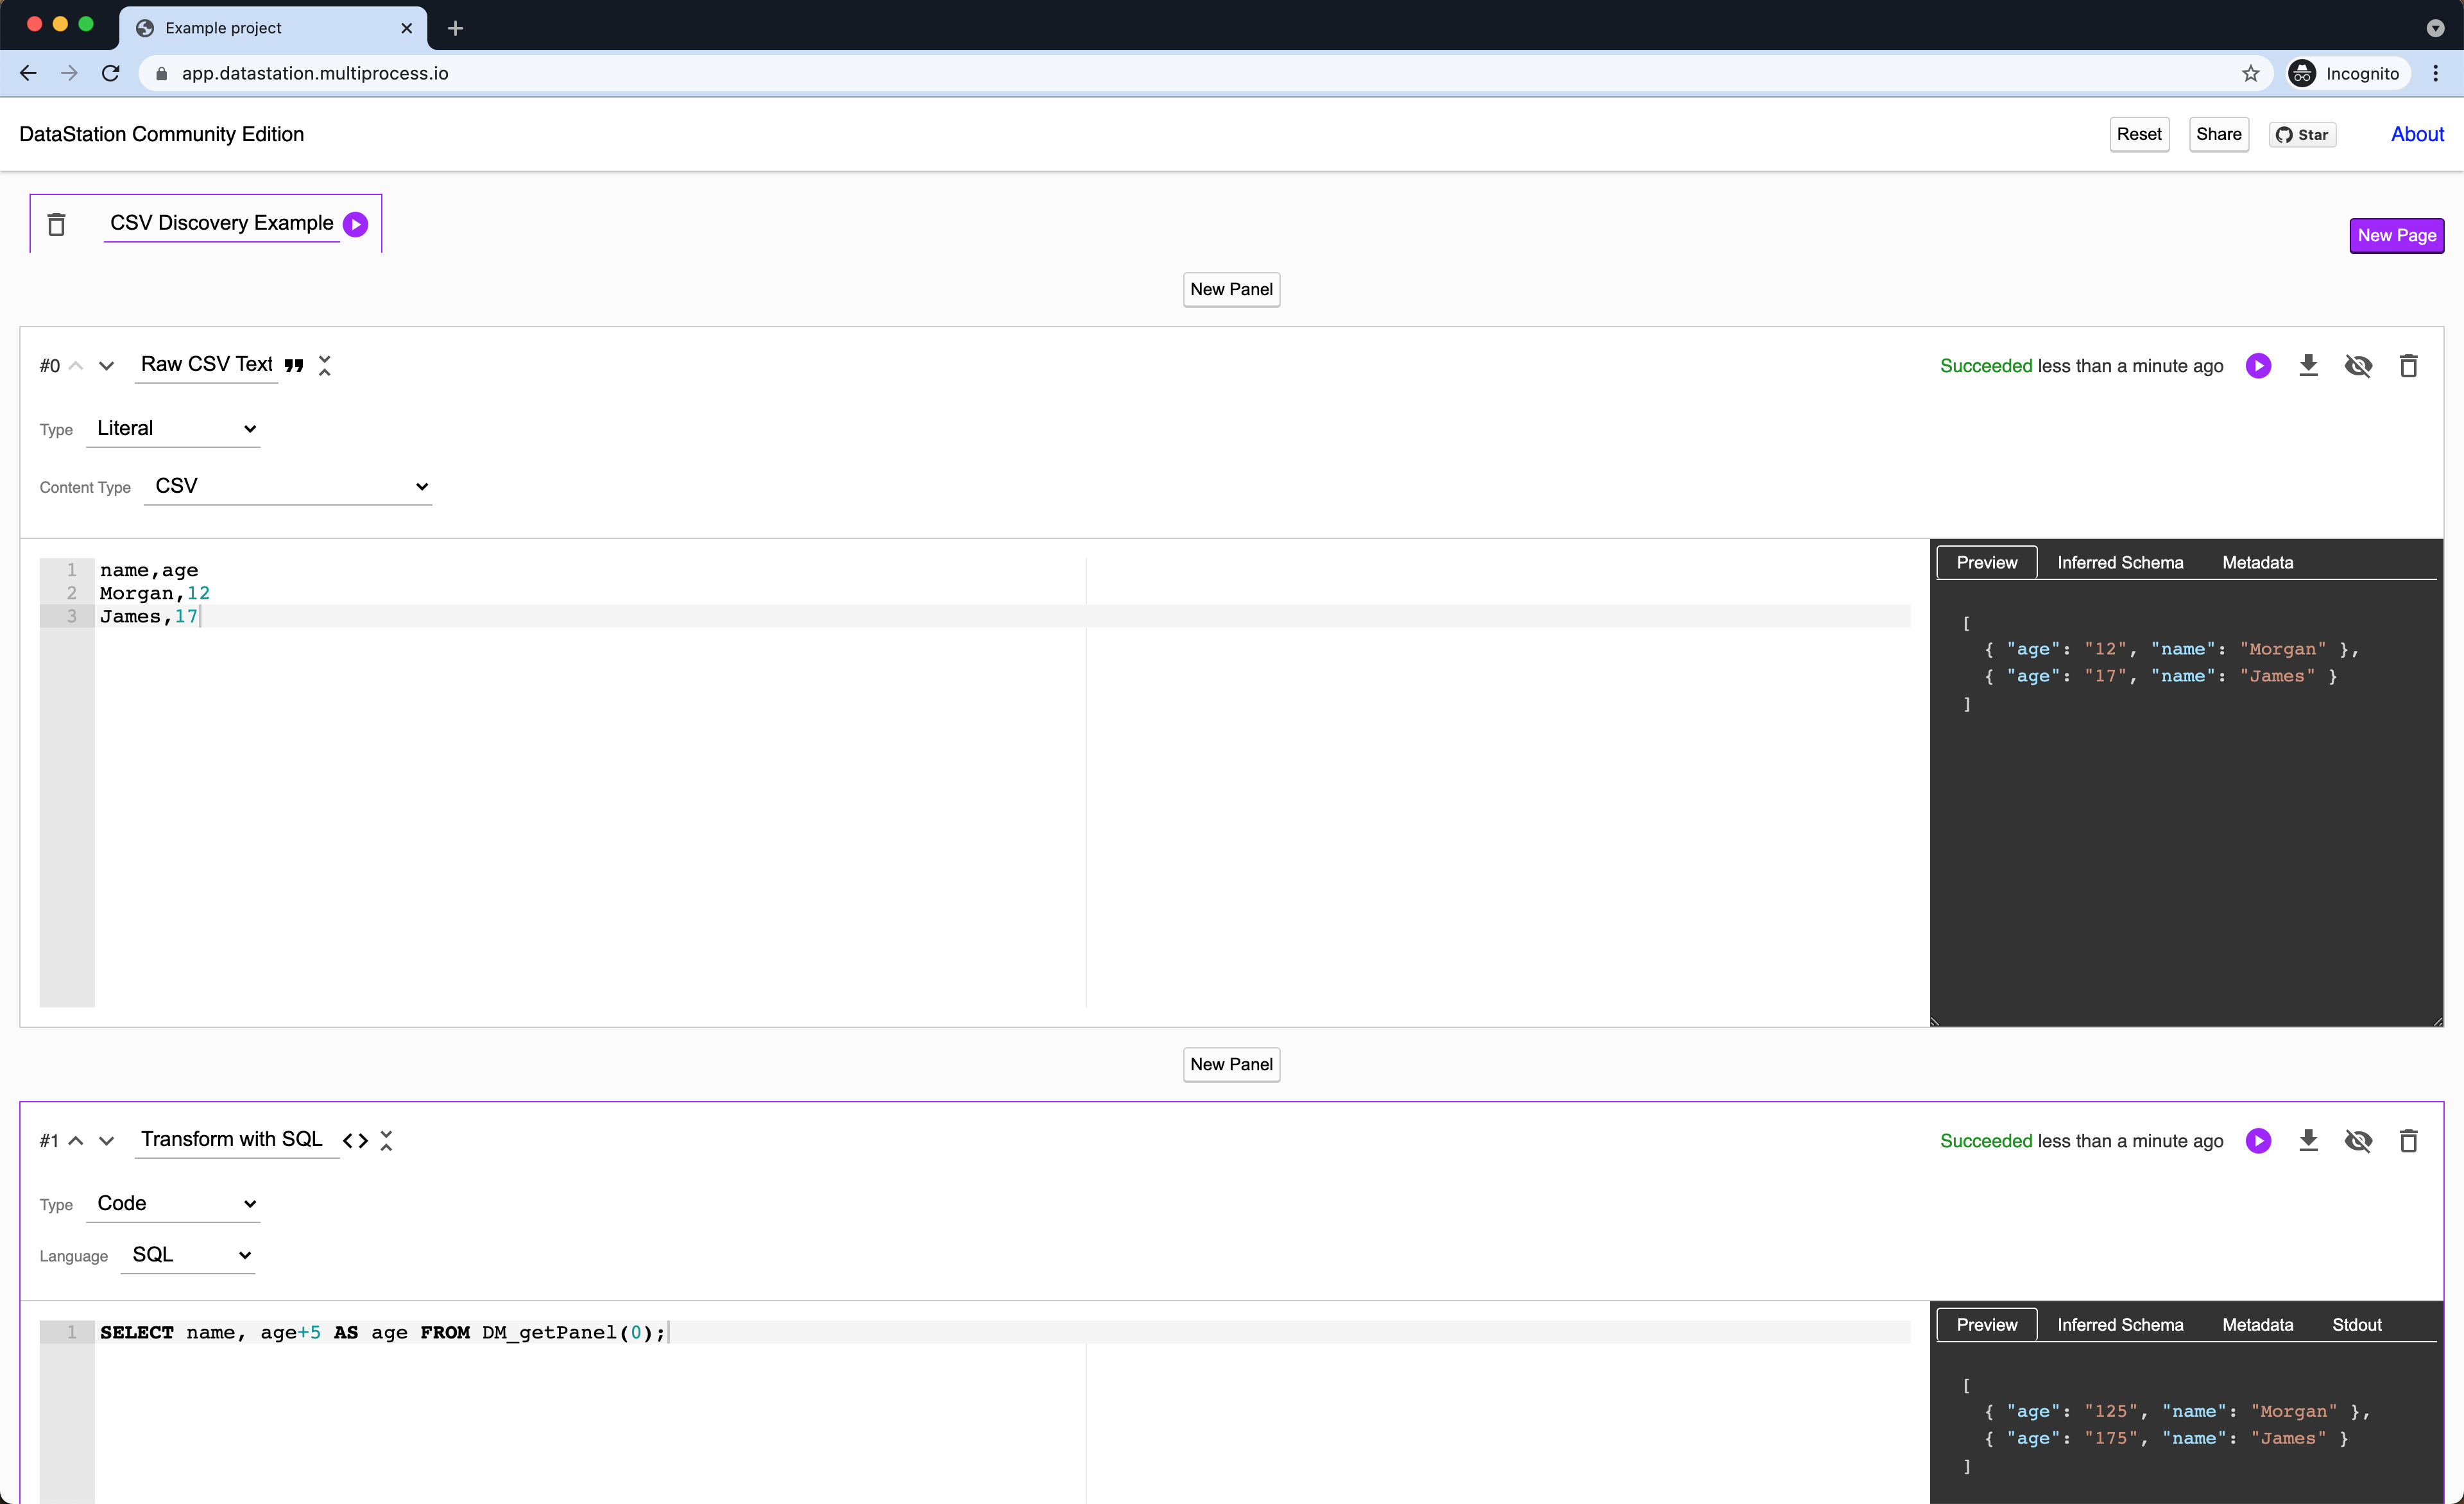 Example project
app.datastation.multiprocess.io
Incognito
DataStation Community Edition
Reset
Share
Star
About
CSV Discovery Example
New Page
New Panel
#0
Raw CSV Text
Succeeded less than a minute ago
Type
Literal
Content Type
CSV
1 name,age
2 Morgan,12
3 James,17
Preview
Inferred Schema
Metadata
[
{ "age": "12", "name": "Morgan" },
{ "age": "17", "name": "James" }
]
New Panel
#1
Transform with SQL
Succeeded less than a minute ago
Type
Code
Language
SQL
1 SELECT name, age+5 AS age FROM DM_getPanel(0);
Preview
Inferred Schema
Metadata
Stdout
[
{ "age": "125", "name": "Morgan" },
{ "age": "175", "name": "James" }
]